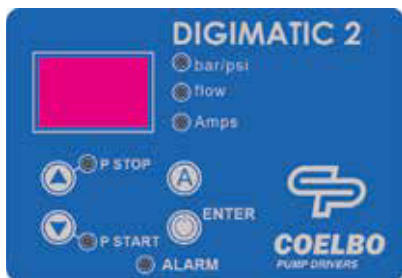 DIGIMATIC 2
bar/psi
flow
Amps
P STOP
A
ENTER
P START
ALARM
COELBO
PUMP DRIVERS